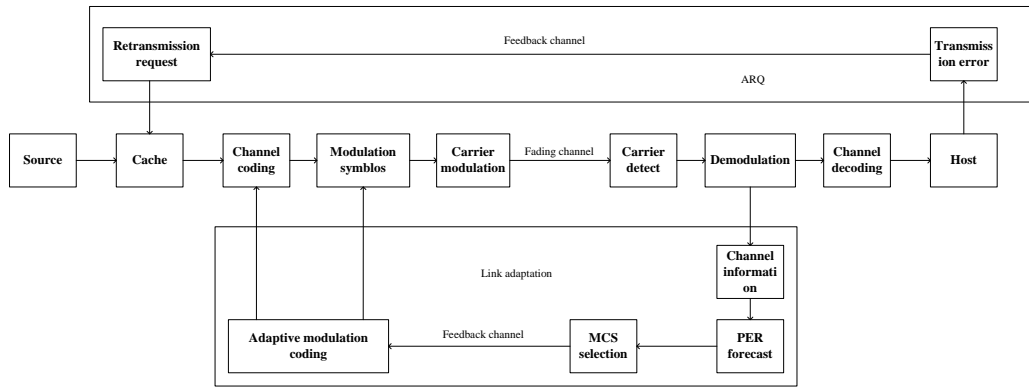 Feedback channel
Retransmission
request
Transmiss
ion error
ARQ
Source
Cache
Channel
coding
Modulation
symblos
Carrier
modulation
Fading channel
Carrier
detect
Demodulation
Channel
decoding
Host
Channel
informati
on
Link adaptation
Adaptive modulation
coding
Feedback channel
MCS
selection
PER
forecast